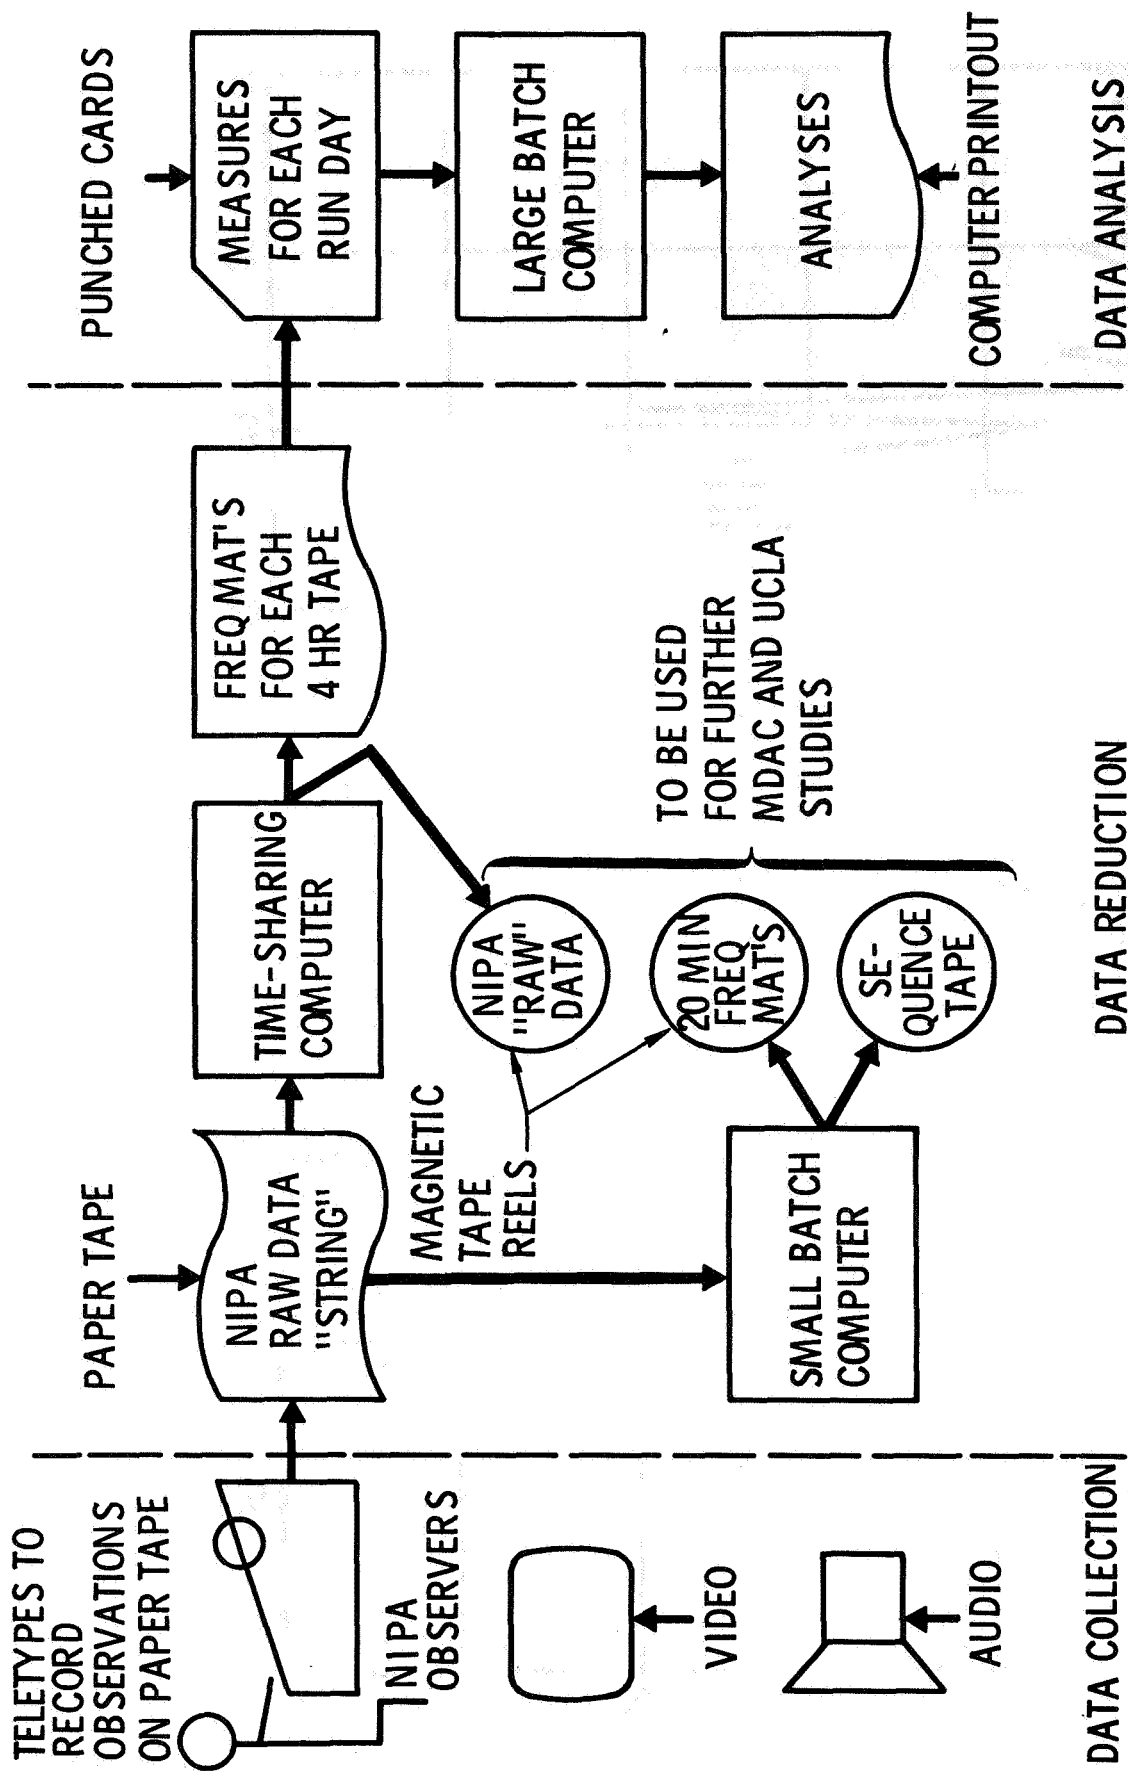 TELETYPES TO
RECORD
OBSERVATIONS
ON PAPER TAPE
NIPA
OBSERVERS
VIDEO
AUDIO
DATA COLLECTION
PAPER TAPE
NIPA
RAW DATA
"STRING"
TIME-SHARING
COMPUTER
FREQ MAT'S
FOR EACH
4 HR TAPE
MAGNETIC
TAPE
REELS
NIPA
"RAW"
DATA
20 MIN
FREQ
MAT'S
SE-
QUENCE
TAPE
TO BE USED
FOR FURTHER
MDAC AND UCLA
STUDIES
SMALL BATCH
COMPUTER
DATA REDUCTION
PUNCHED CARDS
MEASURES
FOR EACH
RUN DAY
LARGE BATCH
COMPUTER
ANALYSES
COMPUTER PRINTOUT
DATA ANALYSIS